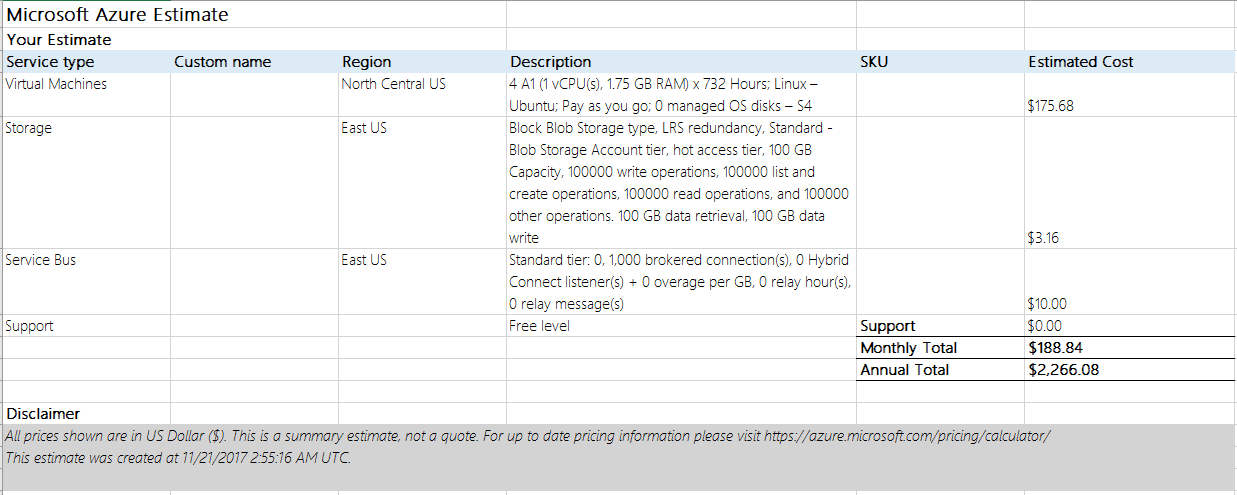 Microsoft Azure Estimate
Your Estimate
Service type Custom name Region Description SKU Estimated Cost
Virtual Machines North Central US 4 A1 (1 vCPU(s), 1.75 GB RAM) x 732 Hours; Linux –
Ubuntu; Pay as you go; 0 managed OS disks – S4 $175.68
Storage East US Block Blob Storage type, LRS redundancy, Standard -
Blob Storage Account tier, hot access tier, 100 GB
Capacity, 100000 write operations, 100000 list and
create operations, 100000 read operations, and 100000
other operations. 100 GB data retrieval, 100 GB data
write $3.16
Service Bus East US Standard tier: 0, 1,000 brokered connection(s), 0 Hybrid
Connect listener(s) + 0 overage per GB, 0 relay hour(s),
0 relay message(s) $10.00
Support Free level Support $0.00
Monthly Total $188.84
Annual Total $2,266.08
Disclaimer
All prices shown are in US Dollar ($). This is a summary estimate, not a quote. For up to date pricing information please visit https://azure.microsoft.com/pricing/calculator/
This estimate was created at 11/21/2017 2:55:16 AM UTC.